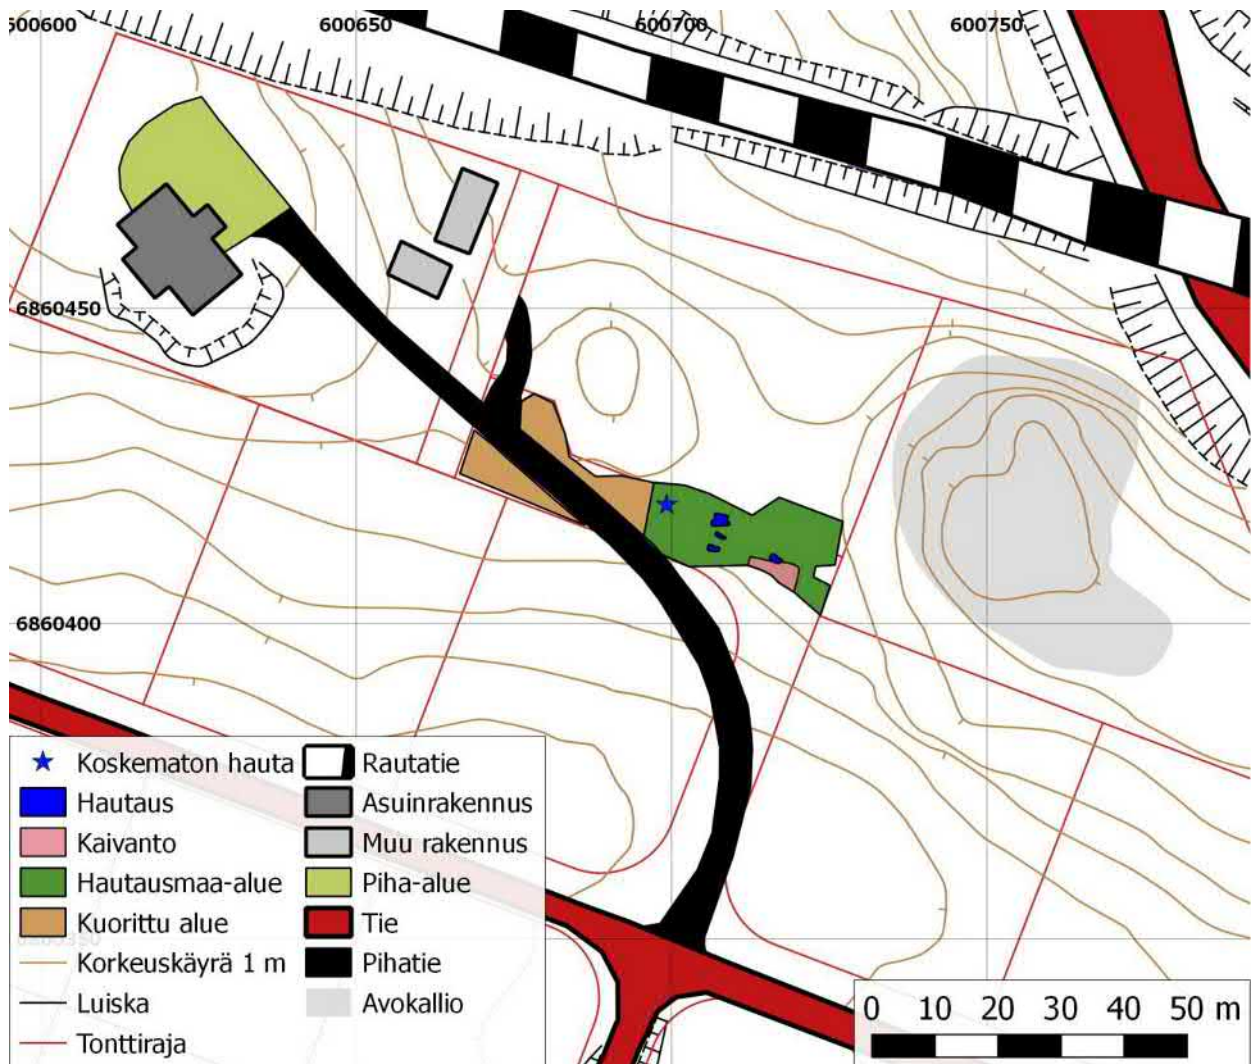 600600 600650 600700 600750
6860450
6860400
Koskematon hauta
Hautaus
Kaivanto
Hautausmaa-alue
Kuorittu alue
Korkeuskäyrä 1 m
Luiska
Tonttiraja
Rautatie
Asuinrakennus
Muu rakennus
Piha-alue
Tie
Pihatie
Avokallio
6860350
0 10 20 30 40 50 m